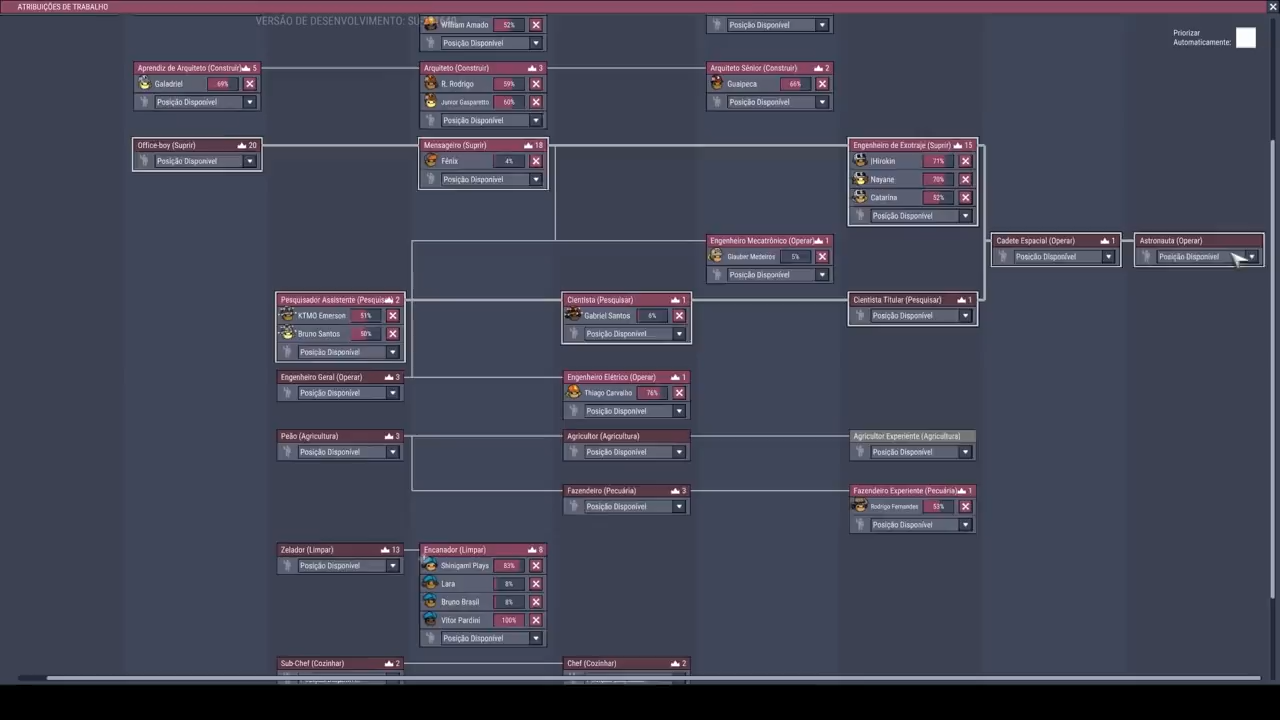 ATRIBUIÇÕES DE TRABALHO
VERSÃO DE DESENVOLVIMENTO: SU-
William Amado 52%
Posição Disponível
Posição Disponível
Priorizar
Automaticamente:
Aprendiz de Arquiteto (Construir) 5
Galadriel 69%
Posição Disponível
Arquiteto (Construir) 3
R. Rodrigo 59%
Junior Gasparetto 60%
Posição Disponível
Arquiteto Sênior (Construir) 2
Guaipeca 66%
Posição Disponível
Office-boy (Suprir) 20
Posição Disponível
Mensageiro (Suprir) 18
Fênix 4%
Posição Disponível
Engenheiro de Exotraje (Suprir) 15
JHirokin 71%
Nayane 70%
Catarina 52%
Posição Disponível
Engenheiro Mecatrônico (Operar) 1
Glauber Medeiros 5%
Posição Disponível
Cadete Espacial (Operar) 1
Posição Disponível
Astronauta (Operar)
Posição Disponível
Pesquisador Assistente (Pesquis 2
KTMO Emerson 51%
Bruno Santos 50%
Posição Disponível
Cientista (Pesquisar) 1
Gabriel Santos 6%
Posição Disponível
Cientista Titular (Pesquisar) 1
Posição Disponível
Engenheiro Geral (Operar) 3
Posição Disponível
Engenheiro Elétrico (Operar) 1
Thiago Carvalho 76%
Posição Disponível
Peão (Agricultura) 3
Posição Disponível
Agricultor (Agricultura)
Posição Disponível
Agricultor Experiente (Agricultura)
Posição Disponível
Fazendeiro (Pecuária) 3
Posição Disponível
Fazendeiro Experiente (Pecuária) 1
Rodrigo Fernandes 53%
Posição Disponível
Zelador (Limpar) 13
Posição Disponível
Encanador (Limpar) 8
Shinigami Plays 83%
Lara 8%
Bruno Brasil 8%
Vitor Pardini 100%
Posição Disponível
Sub-Chef (Cozinhar) 2
Chef (Cozinhar) 2